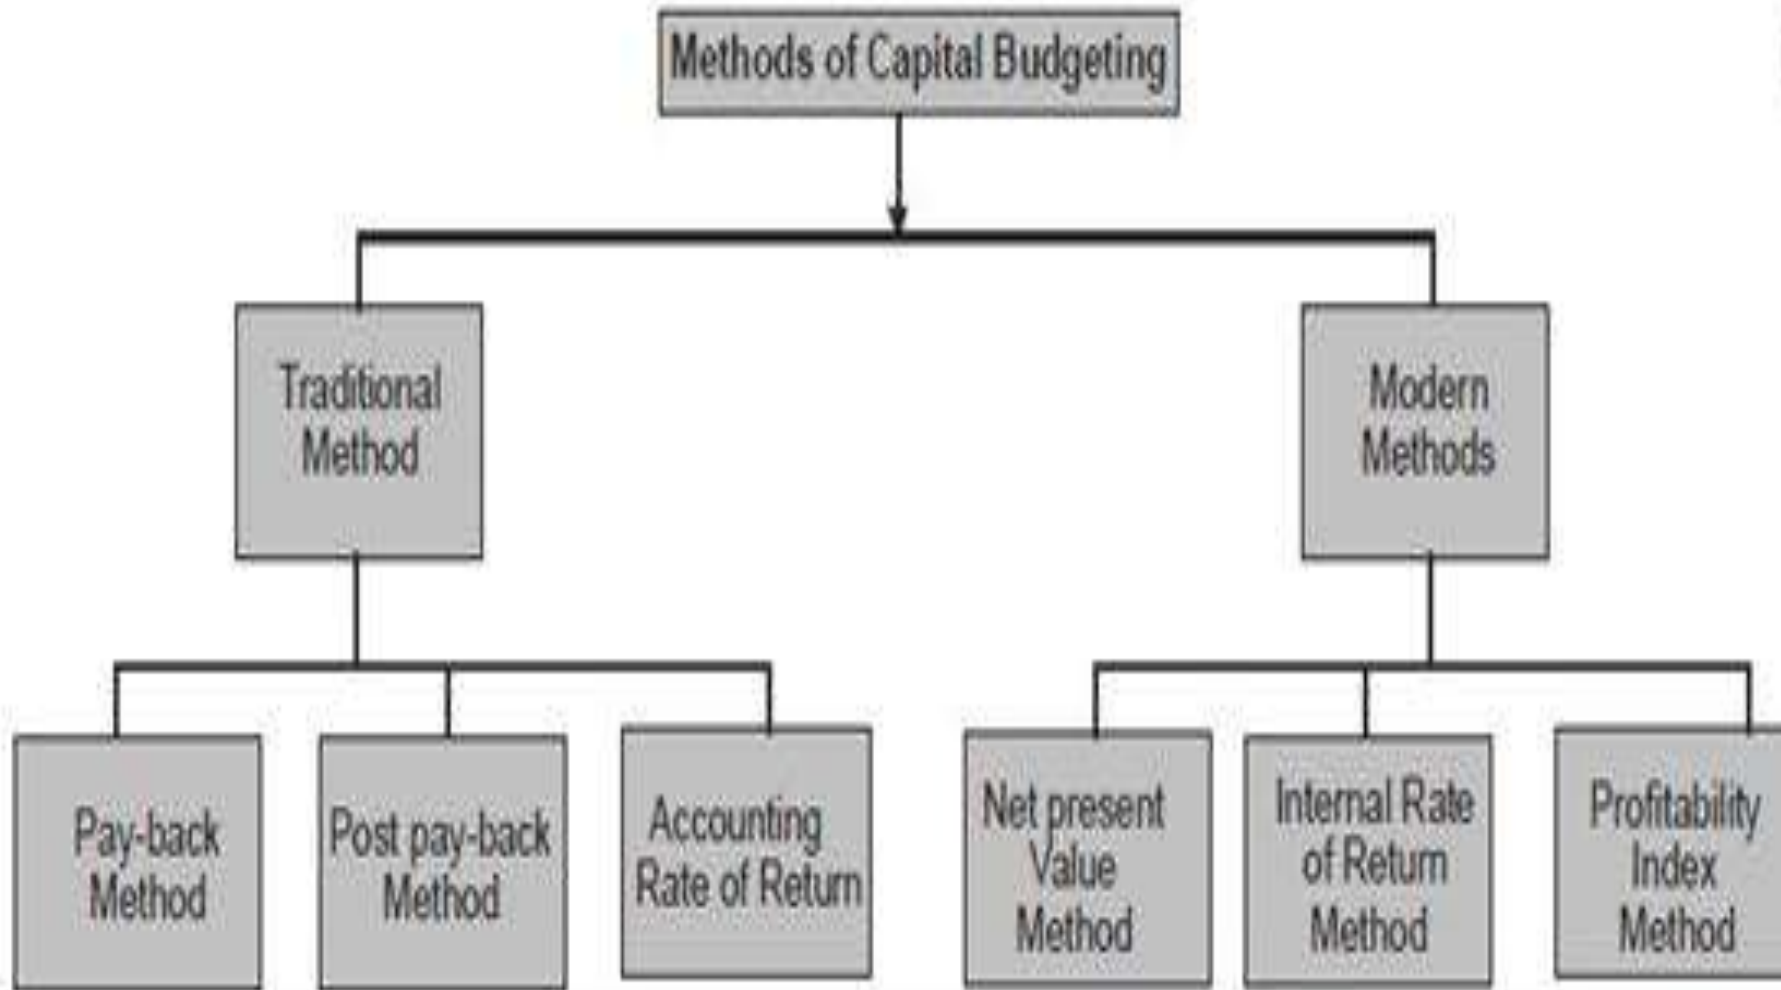 Methods of Capital Budgeting
Traditional
Method
Modern
Methods
Pay-back
Method
Post pay-back
Method
Accounting
Rate of Return
Net present
Value
Method
Internal Rate
of Return
Method
Profitability
Index
Method